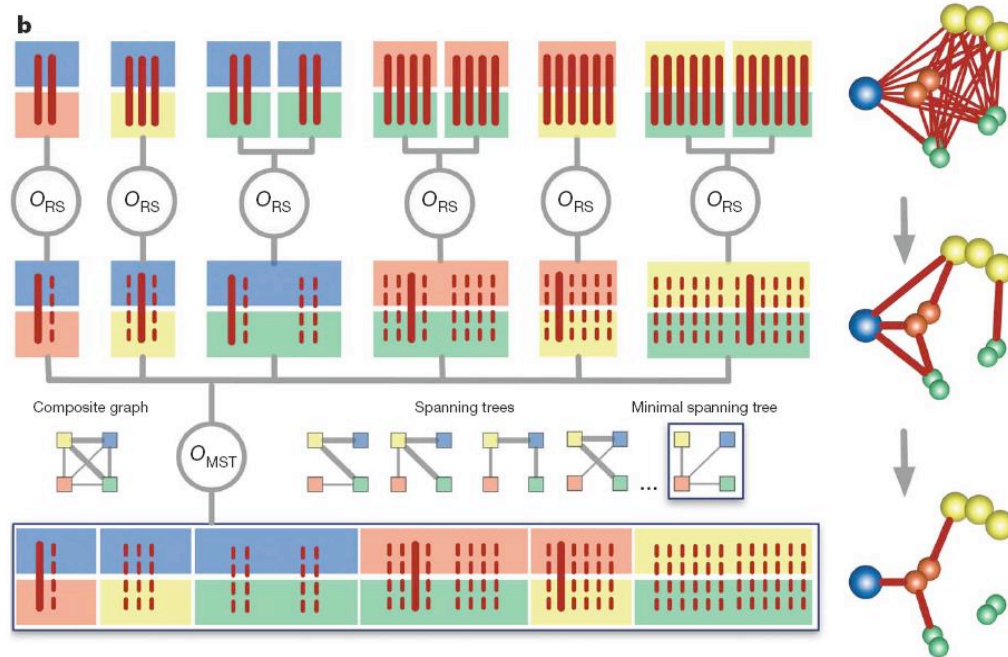 b
O_RS O_RS O_RS O_RS O_RS O_RS
Composite graph
O_MST
Spanning trees
...
Minimal spanning tree